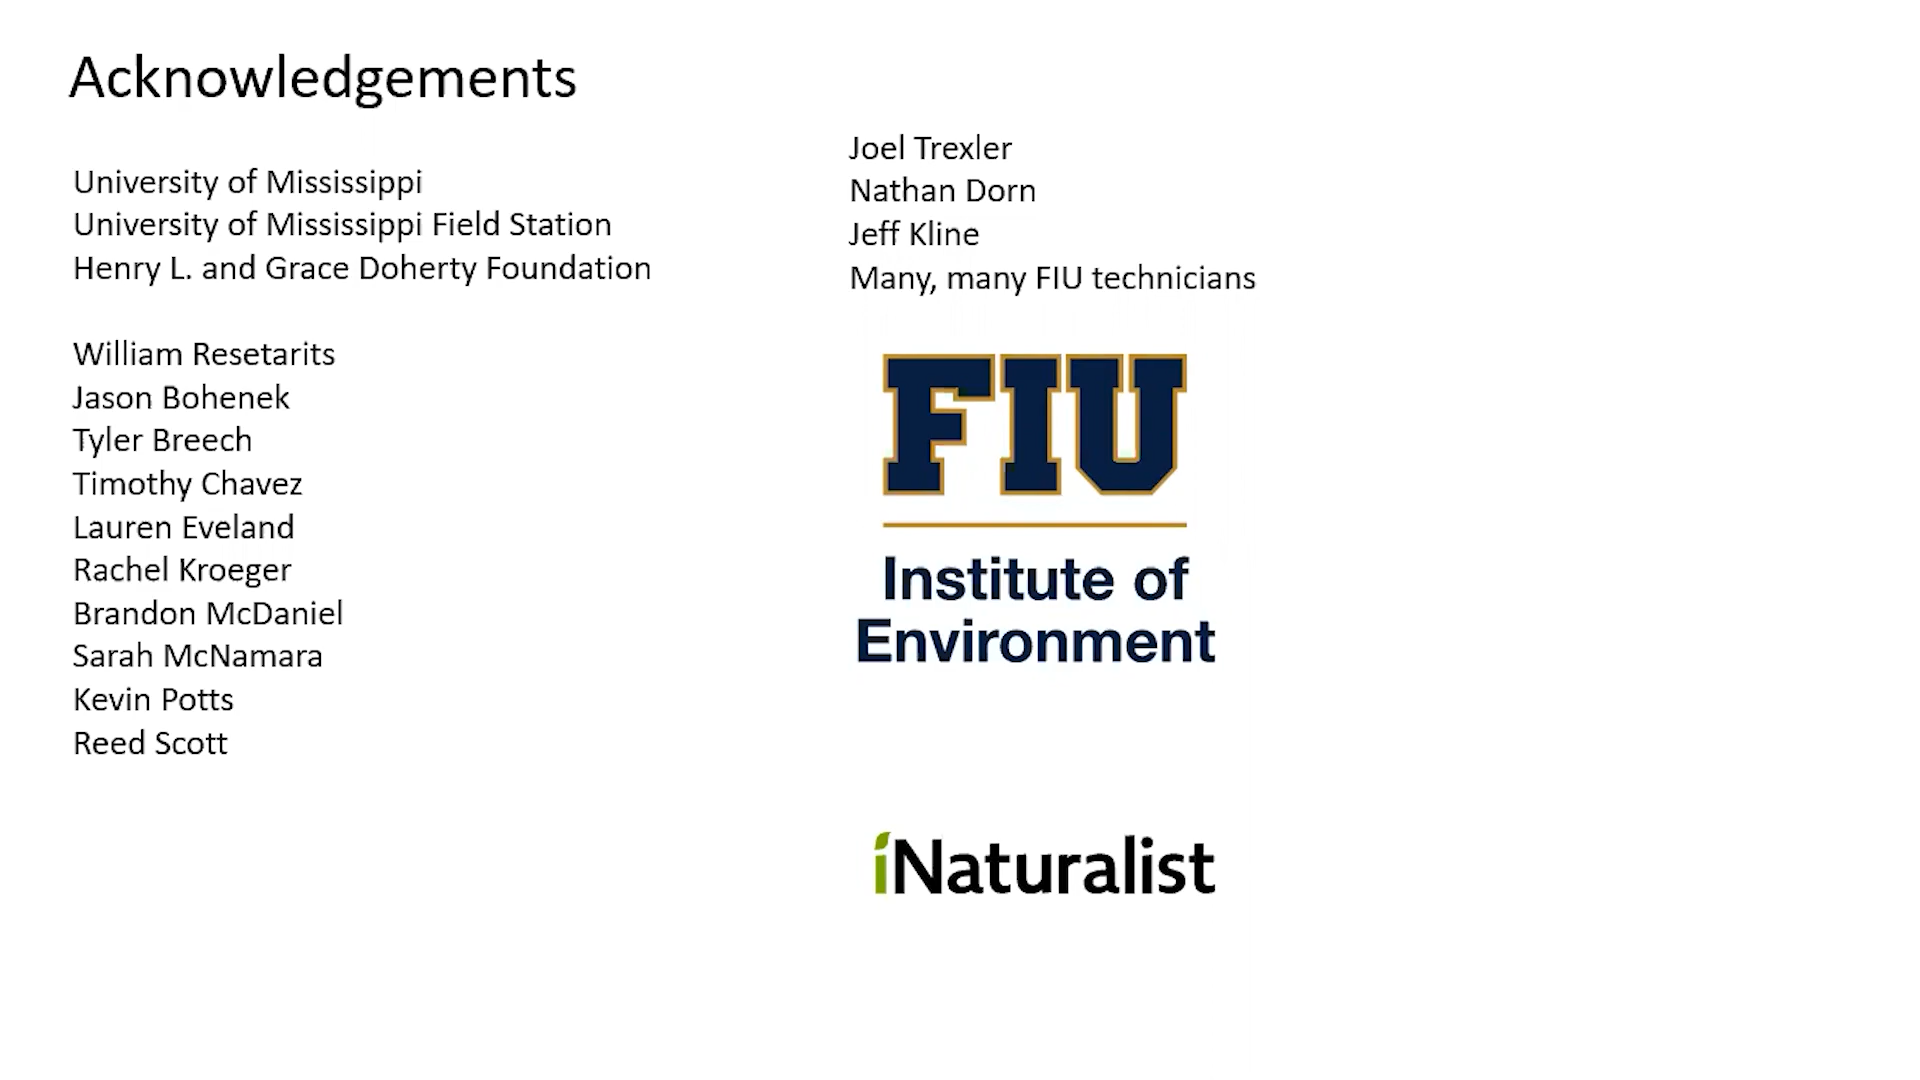 Acknowledgements
University of Mississippi
University of Mississippi Field Station
Henry L. and Grace Doherty Foundation
William Resetarits
Jason Bohenek
Tyler Breech
Timothy Chavez
Lauren Eveland
Rachel Kroeger
Brandon McDaniel
Sarah McNamara
Kevin Potts
Reed Scott
Joel Trexler
Nathan Dorn
Jeff Kline
Many, many FIU technicians
FIU
Institute of
Environment
iNaturalist